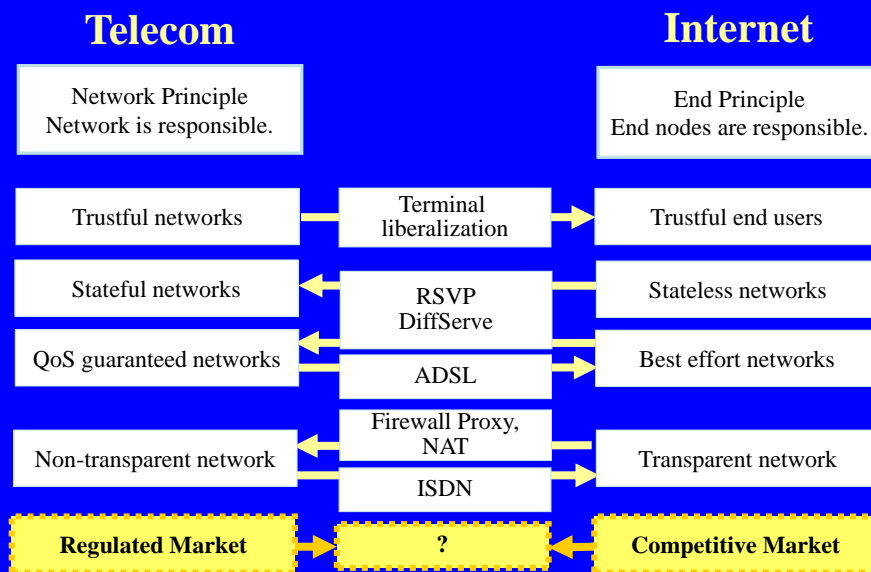 Telecom
Internet
Network Principle
Network is responsible.
End Principle
End nodes are responsible.
Trustful networks
Terminal
liberalization
Trustful end users
Stateful networks
RSVP
DiffServe
Stateless networks
QoS guaranteed networks
ADSL
Best effort networks
Non-transparent network
Firewall Proxy,
NAT
ISDN
Transparent network
Regulated Market
?
Competitive Market